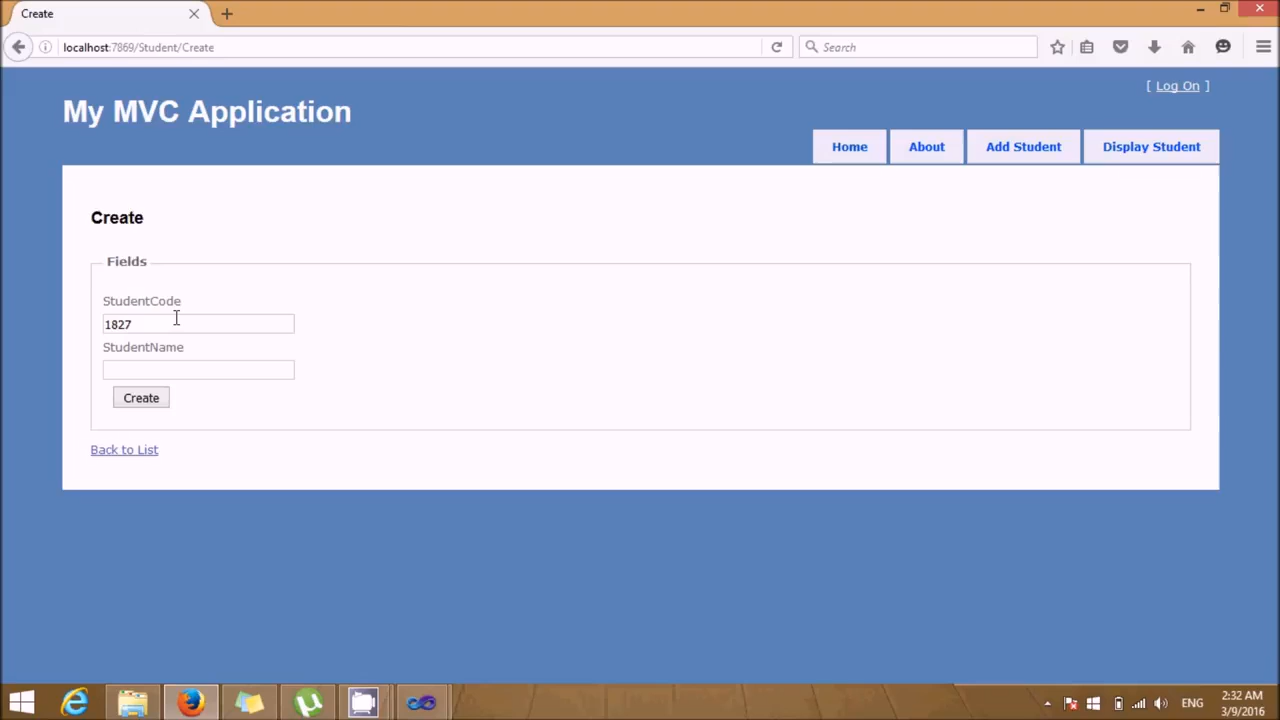 Create
localhost:7869/Student/Create
Search
[ Log On ]
My MVC Application
Home
About
Add Student
Display Student
Create
Fields
StudentCode
1827
StudentName
Create
Back to List
ENG
2:32 AM
3/9/2016